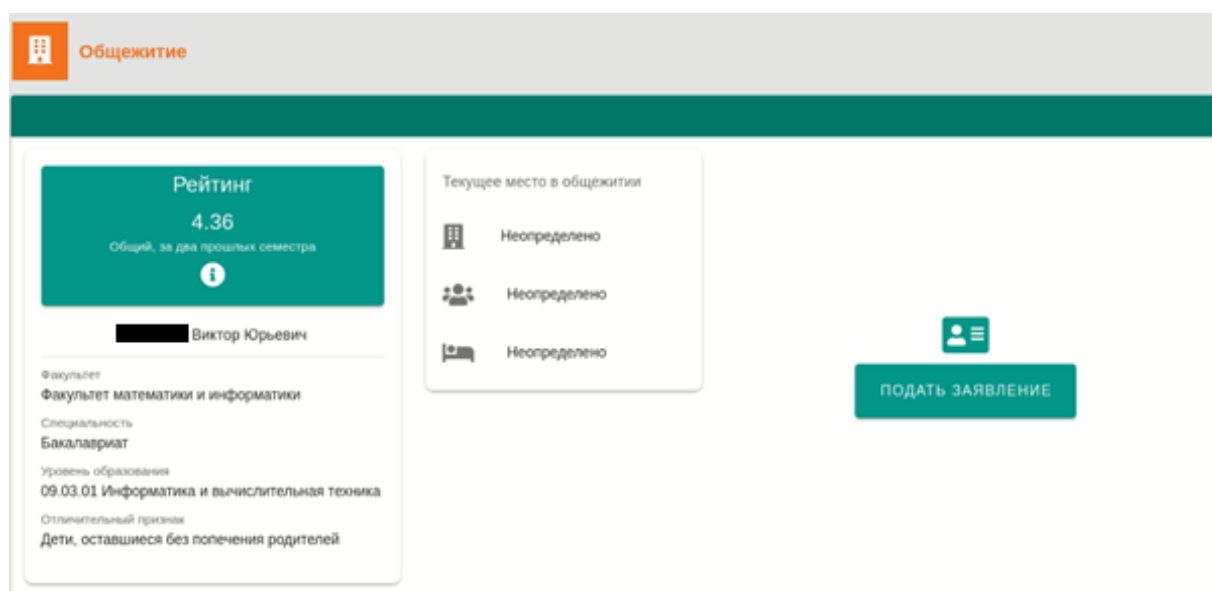 Общежитие
Рейтинг
4.36
Общий, за два прошлых семестра
Виктор Юрьевич
Факультет
Факультет математики и информатики
Специальность
Бакалавриат
Уровень образования
09.03.01 Информатика и вычислительная техника
Отличительный признак
Дети, оставшиеся без попечения родителей
Текущее место в общежитии
Неопределено
Неопределено
Неопределено
ПОДАТЬ ЗАЯВЛЕНИЕ